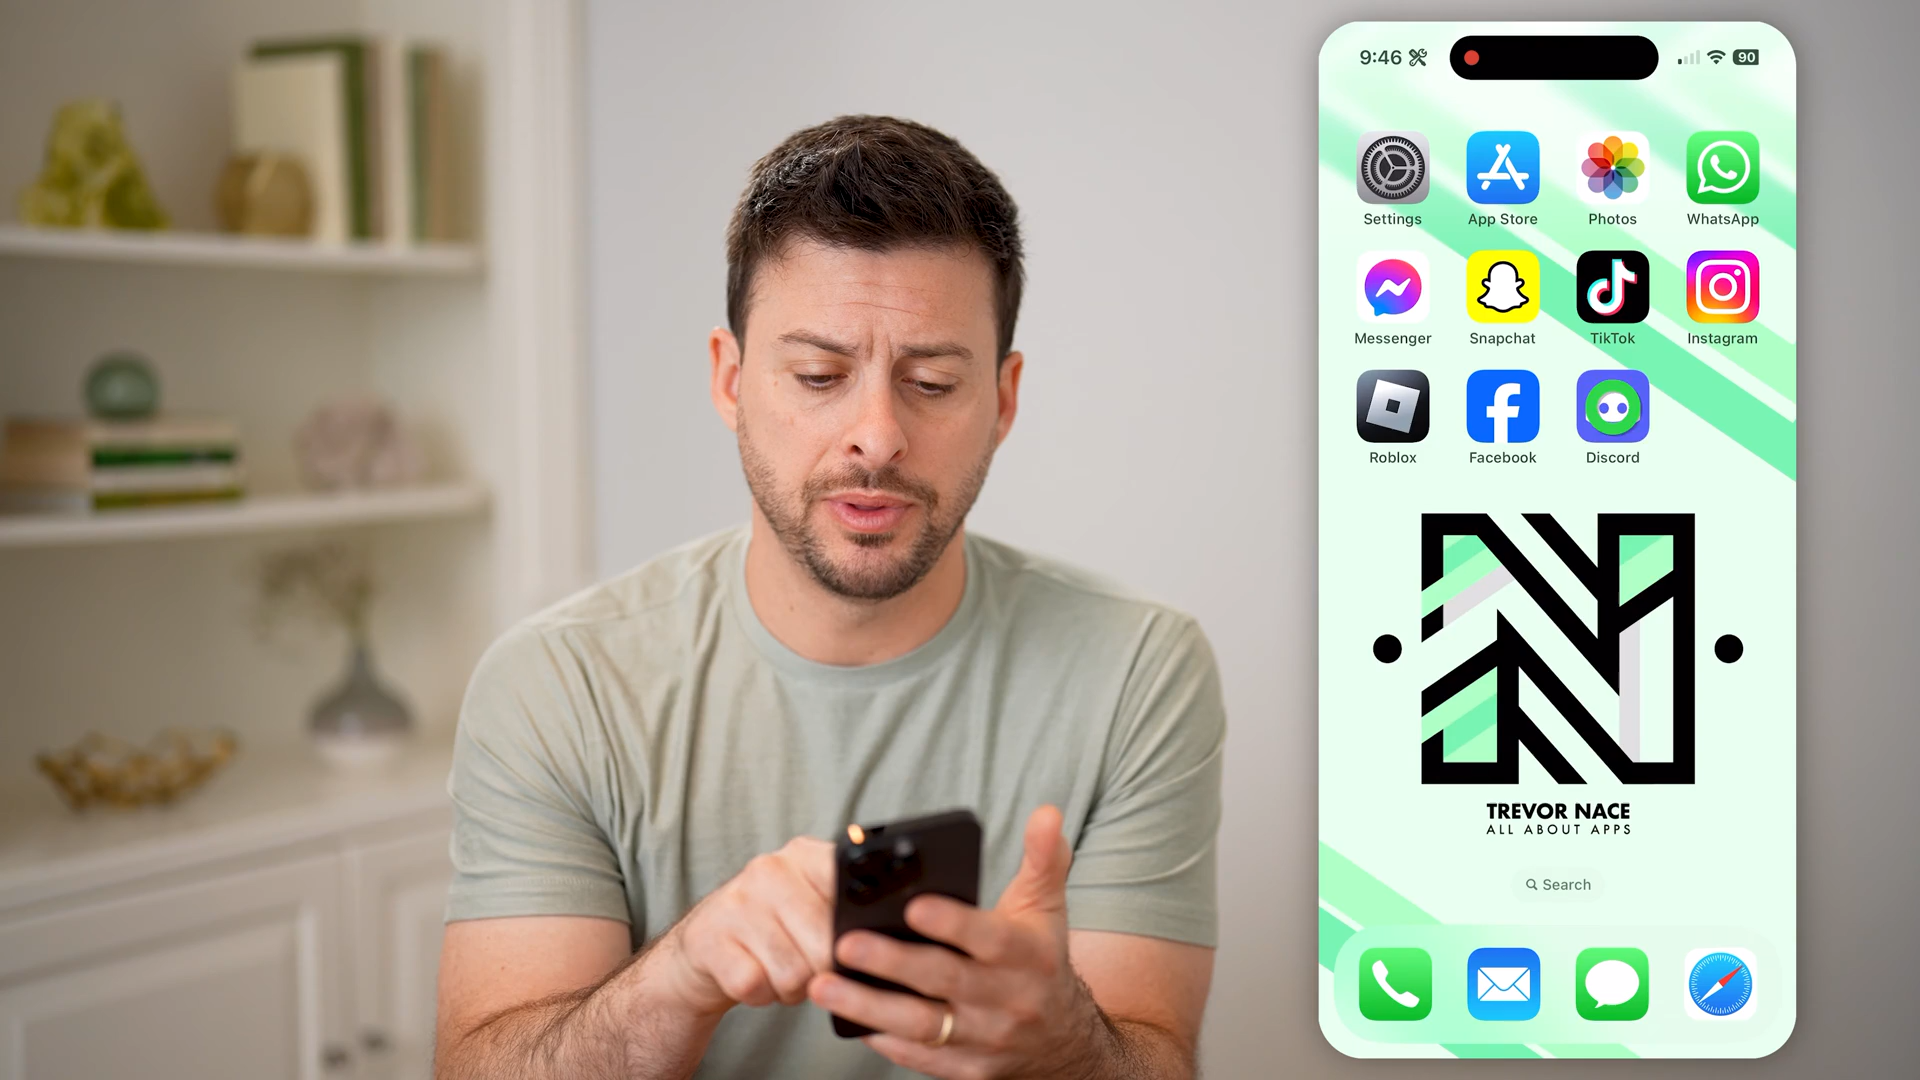 9:46
90
Settings
App Store
Photos
WhatsApp
Messenger
Snapchat
TikTok
Instagram
Roblox
Facebook
Discord
TREVOR NACE
ALL ABOUT APPS
Search